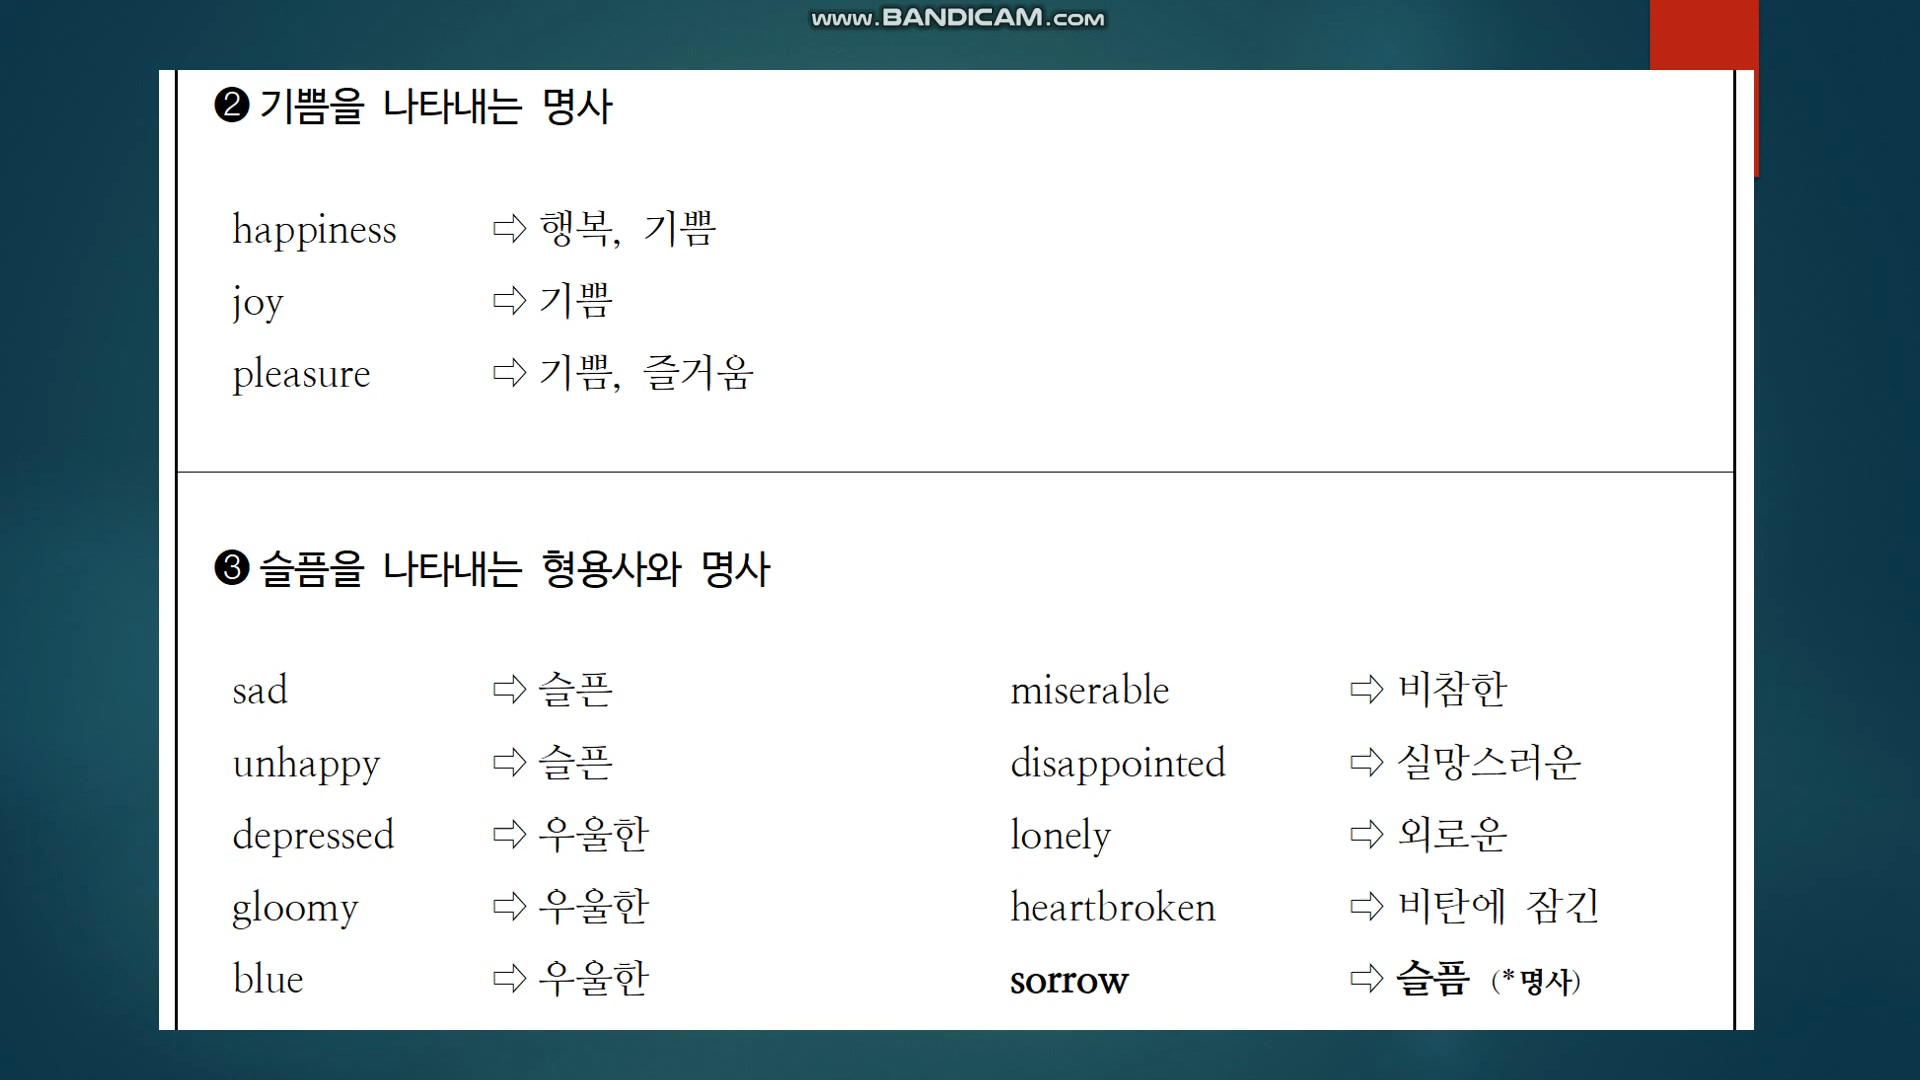 www.BANDICAM.com
❷ 기쁨을 나타내는 명사
happiness ⇨ 행복, 기쁨
joy ⇨ 기쁨
pleasure ⇨ 기쁨, 즐거움
❸ 슬픔을 나타내는 형용사와 명사
sad ⇨ 슬픈 miserable ⇨ 비참한
unhappy ⇨ 슬픈 disappointed ⇨ 실망스러운
depressed ⇨ 우울한 lonely ⇨ 외로운
gloomy ⇨ 우울한 heartbroken ⇨ 비탄에 잠긴
blue ⇨ 우울한 sorrow ⇨ 슬픔 (*명사)